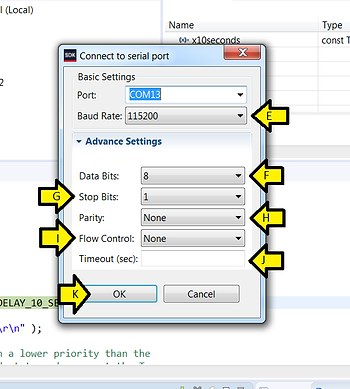 (Local)
Name Type
x10seconds const T
2
SDK Connect to serial port
Basic Settings
Port: COM13
Baud Rate: 115200 E
Advance Settings
Data Bits: 8 F
G Stop Bits: 1
Parity: None H
I Flow Control: None
Timeout (sec): J
K OK Cancel
DELAY_10_SE
\r\n" );
a lower priority than the